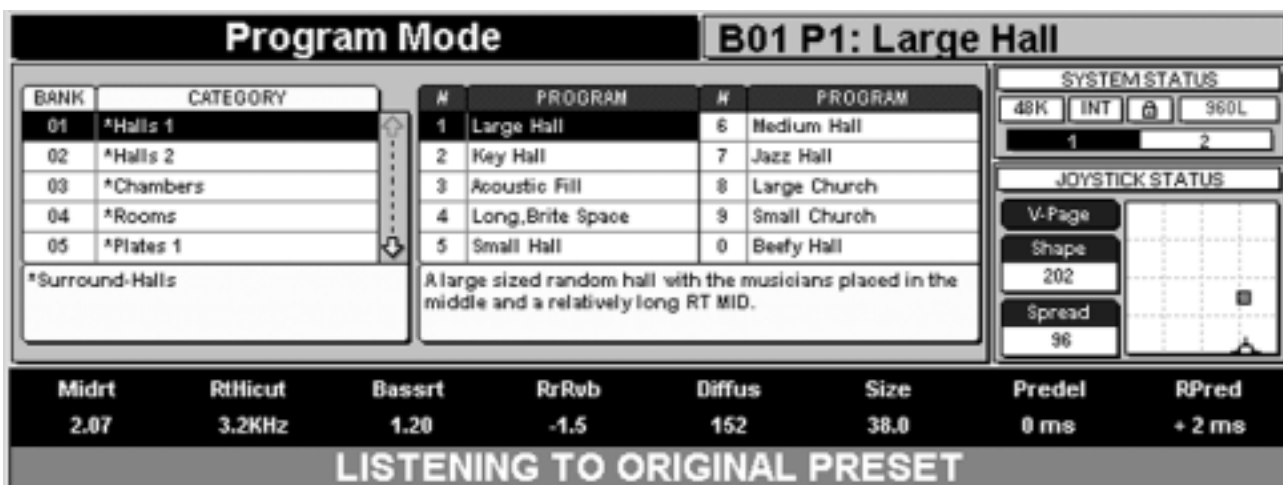 Program Mode
B01 P1: Large Hall
BANK CATEGORY
01 *Halls 1
02 *Halls 2
03 *Chambers
04 *Rooms
05 *Plates 1
*Surround-Halls
# PROGRAM # PROGRAM
1 Large Hall 6 Medium Hall
2 Key Hall 7 Jazz Hall
3 Acoustic Fill 8 Large Church
4 Long,Brite Space 9 Small Church
5 Small Hall 0 Beefy Hall
A large sized random hall with the musicians placed in the
middle and a relatively long RT MID.
SYSTEM STATUS
48K INT 960L
1 2
JOYSTICK STATUS
V-Page
Shape
202
Spread
96
Midrt RtHicut Bassrt RrRvb Diffus Size Predel RPred
2.07 3.2KHz 1.20 -1.5 152 38.0 0 ms + 2 ms
LISTENING TO ORIGINAL PRESET